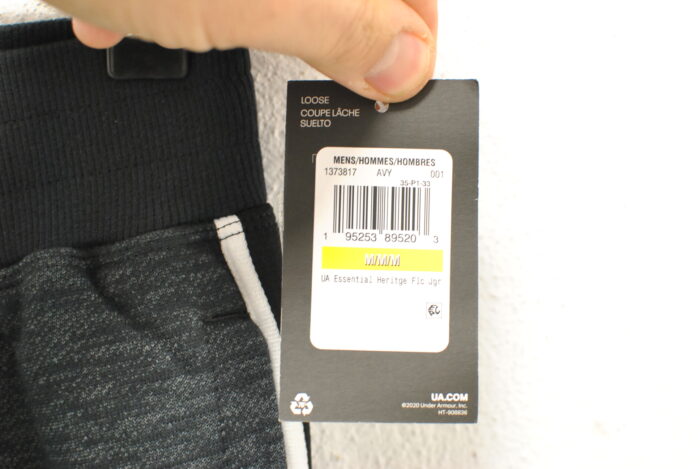 LOOSE
COUPE LÂCHE
SUELTO
MENS/HOMMES/HOMBRES
1373817 AVY 001
35-P1-33
1 95253 89520 3
M/M/M
UA Essential Heritge Flc Jgr
UA.COM
©2020 Under Armour, Inc.
HT-908636